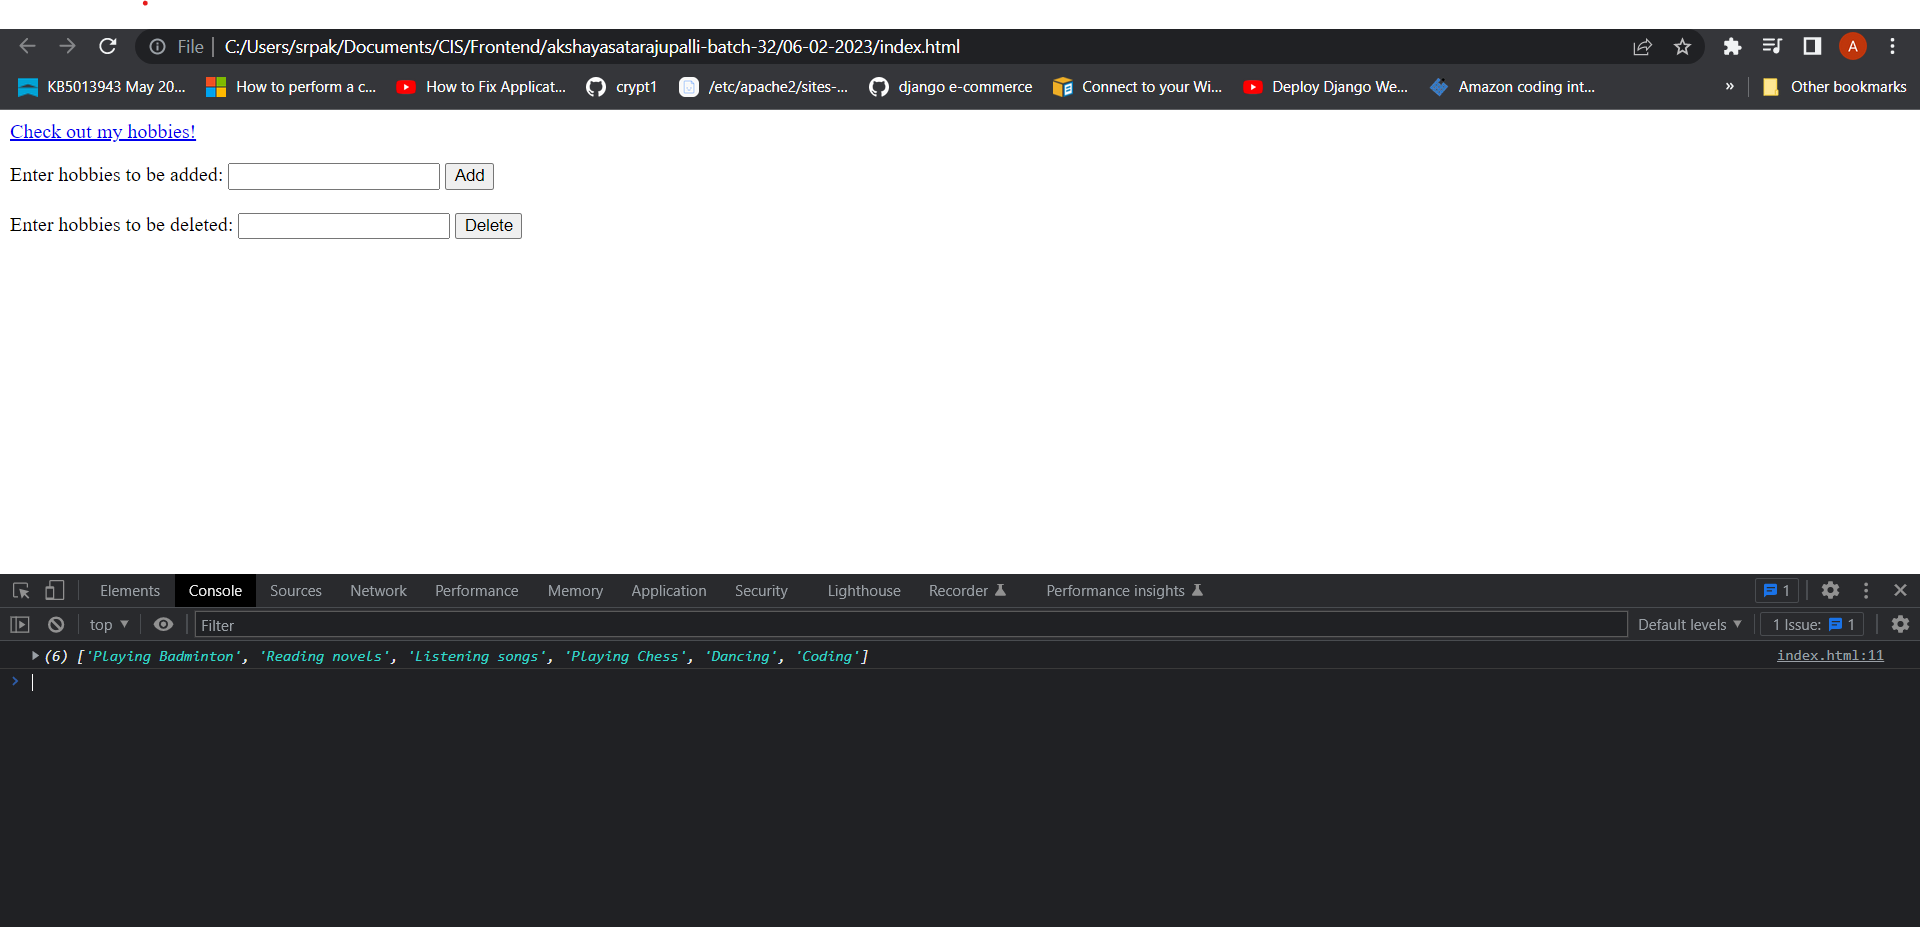 File | C:/Users/srpak/Documents/CIS/Frontend/akshayasatarajupalli-batch-32/06-02-2023/index.html A
KB5013943 May 20... How to perform a c... How to Fix Applicat... crypt1 /etc/apache2/sites-... django e-commerce Connect to your Wi... Deploy Django We... Amazon coding int... » Other bookmarks
Check out my hobbies!
Enter hobbies to be added: Add
Enter hobbies to be deleted: Delete
Elements Console Sources Network Performance Memory Application Security Lighthouse Recorder Performance insights 1
top Filter Default levels 1 Issue: 1
(6) ['Playing Badminton', 'Reading novels', 'Listening songs', 'Playing Chess', 'Dancing', 'Coding'] index.html:11